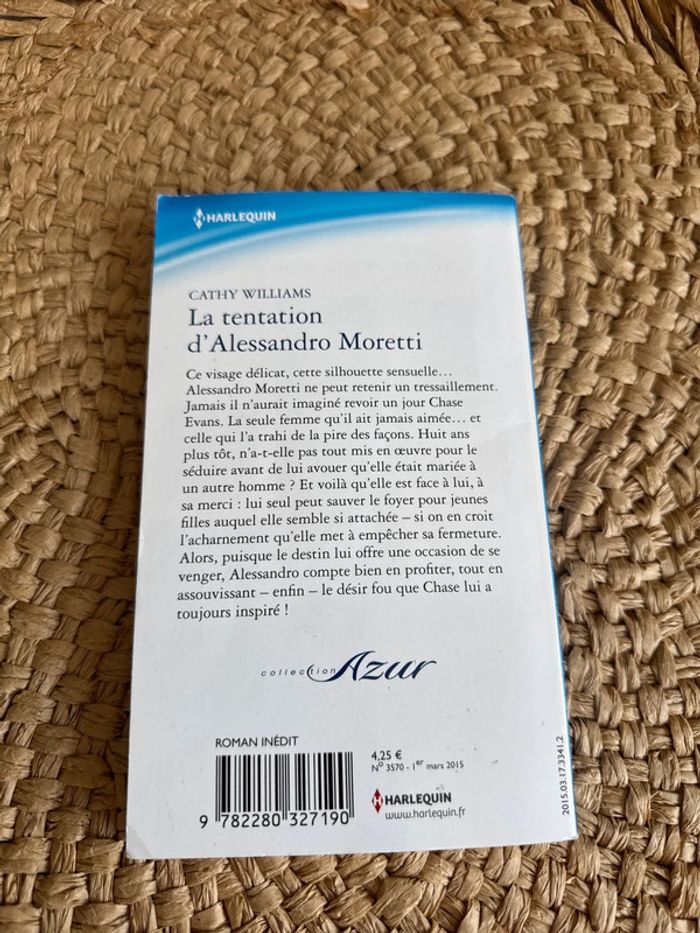 HARLEQUIN
CATHY WILLIAMS
La tentation
d'Alessandro Moretti
Ce visage délicat, cette silhouette sensuelle…
Alessandro Moretti ne peut retenir un tressaillement.
Jamais il n'aurait imaginé revoir un jour Chase
Evans. La seule femme qu'il ait jamais aimée… et
celle qui l'a trahi de la pire des façons. Huit ans
plus tôt, n'a-t-elle pas tout mis en œuvre pour le
séduire avant de lui avouer qu'elle était mariée à
un autre homme ? Et voilà qu'elle est face à lui, à
sa merci : lui seul peut sauver le foyer pour jeunes
filles auquel elle semble si attachée – si on en croit
l'acharnement qu'elle met à empêcher sa fermeture.
Alors, puisque le destin lui offre une occasion de se
venger, Alessandro compte bien en profiter, tout en
assouvissant – enfin – le désir fou que Chase lui a
toujours inspiré !
collection Azur
ROMAN INÉDIT
4,25 €
N° 3570 - 1er mars 2015
9 782280 327190
HARLEQUIN
www.harlequin.fr
2015.03.17.3341.2